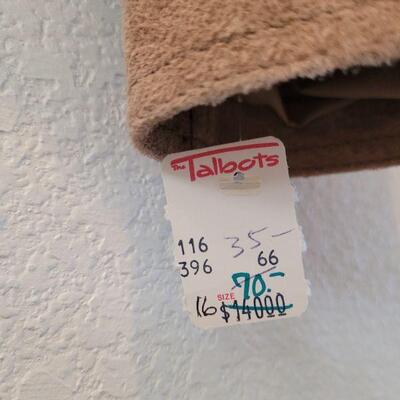 The Talbots
116 35-
396 66
70.-
SIZE
16 $140.00